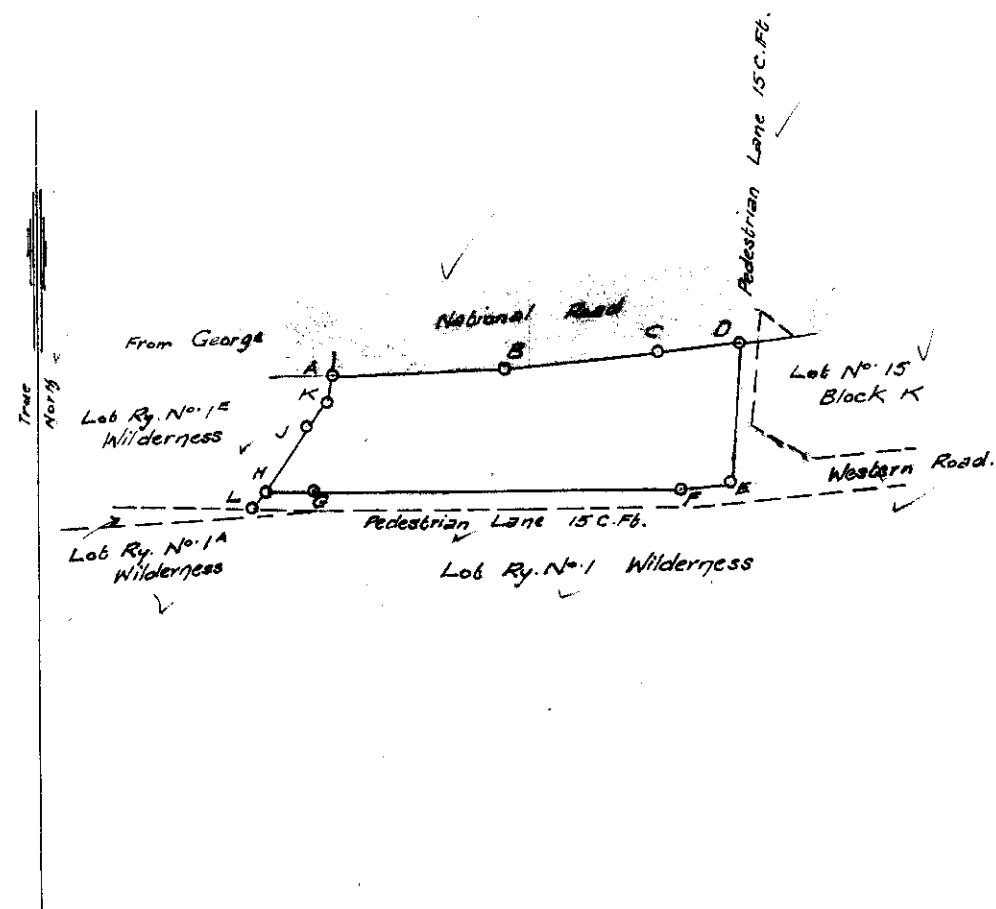 Pedestrian Lane 15 C.Ft.
True
North
From George
National Road
A
B
C
D
K
J
H
L
G
F
E
Lot Ry. No. 1E
Wilderness
Lot No. 15
Block K
Western Road.
Pedestrian Lane 15 C.Ft.
Lot Ry. No. 1A
Wilderness
Lot Ry. No. 1 Wilderness